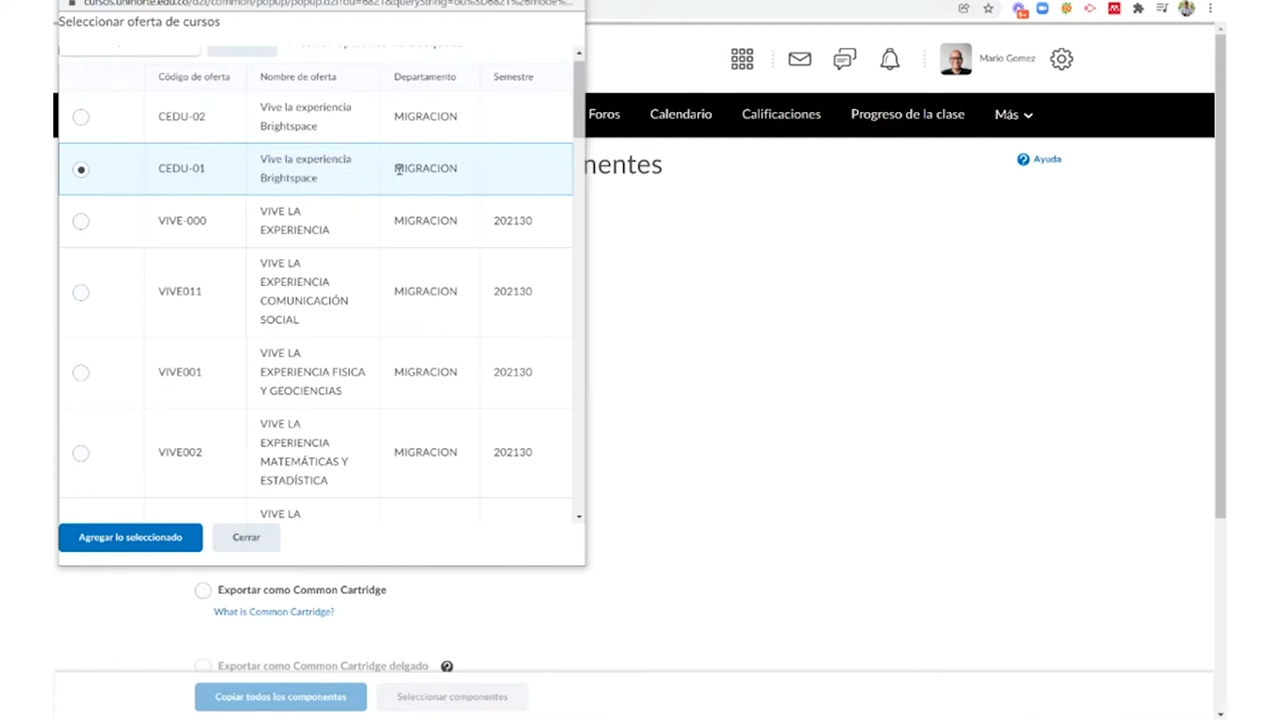 Seleccionar oferta de cursos
Código de oferta Nombre de oferta Departamento Semestre
CEDU-02 Vive la experiencia Brightspace MIGRACION
CEDU-01 Vive la experiencia Brightspace MIGRACION
VIVE-000 VIVE LA EXPERIENCIA MIGRACION 202130
VIVE011 VIVE LA EXPERIENCIA COMUNICACIÓN SOCIAL MIGRACION 202130
VIVE001 VIVE LA EXPERIENCIA FISICA Y GEOCIENCIAS MIGRACION 202130
VIVE002 VIVE LA EXPERIENCIA MATEMÁTICAS Y ESTADÍSTICA MIGRACION 202130
VIVE LA
Agregar lo seleccionado Cerrar
Mario Gomez
Foros Calendario Calificaciones Progreso de la clase Más
nentes
Ayuda
Exportar como Common Cartridge
What is Common Cartridge?
Exportar como Common Cartridge delgado
Copiar todos los componentes Seleccionar componentes